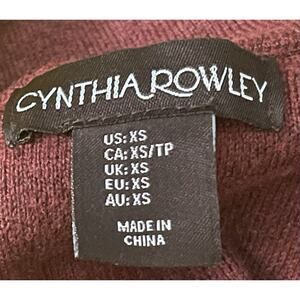 CYNTHIA ROWLEY
US: XS
CA: XS/TP
UK: XS
EU: XS
AU: XS
MADE IN
CHINA